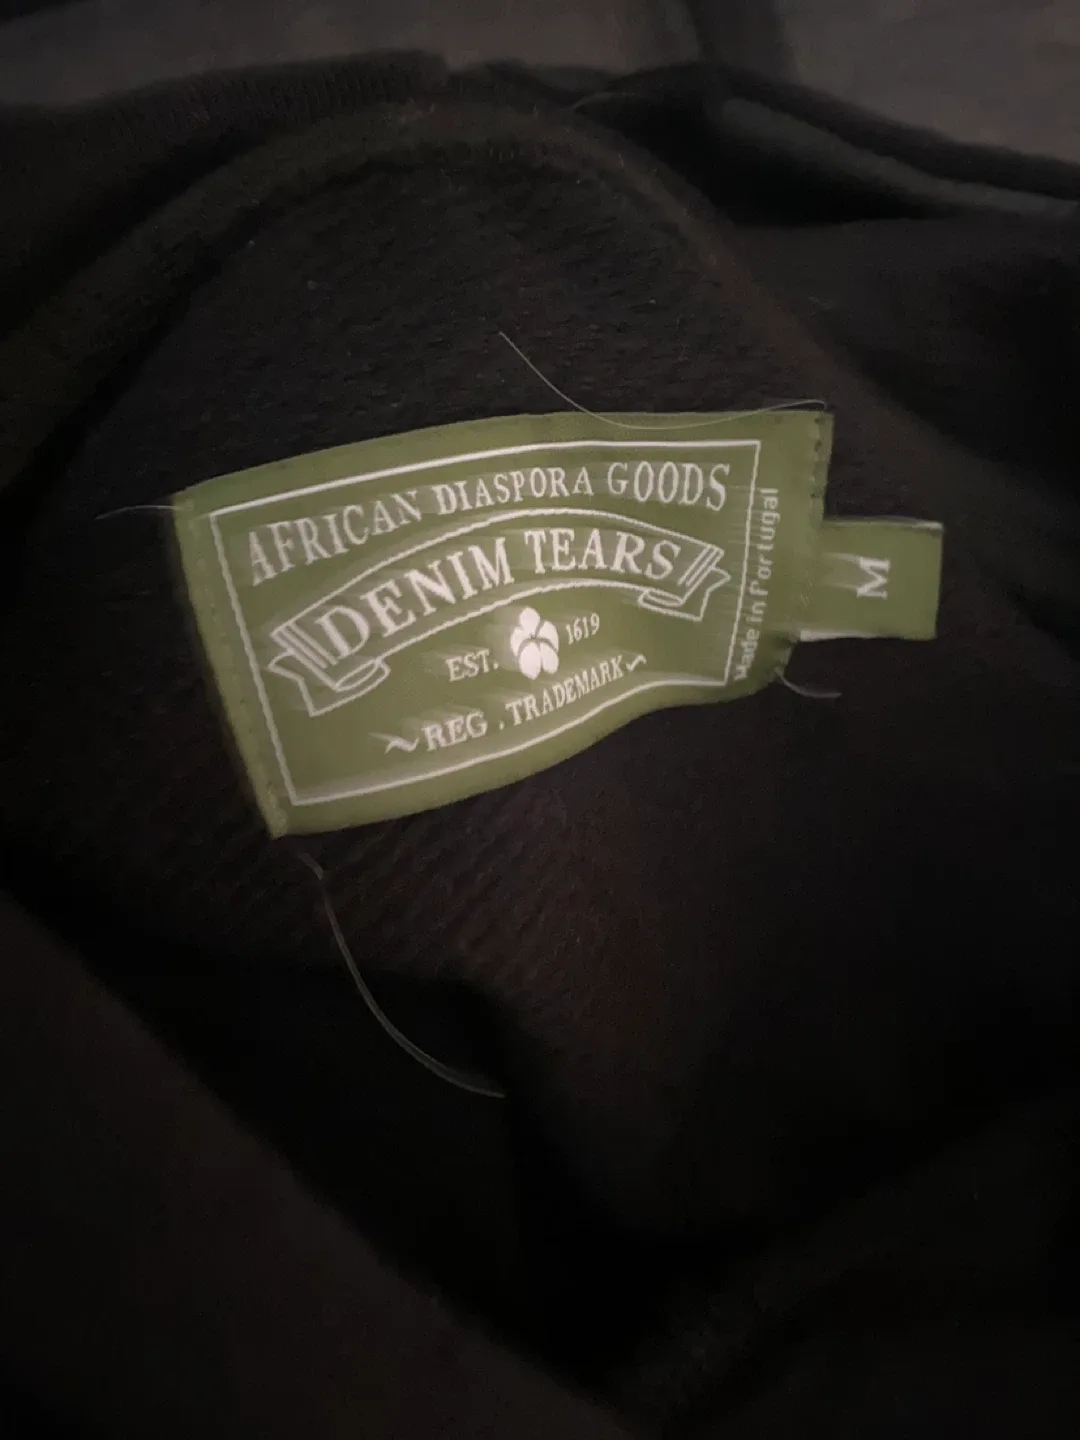 AFRICAN DIASPORA GOODS
DENIM TEARS
EST. 1619
~REG . TRADEMARK~
Made in Portugal
M